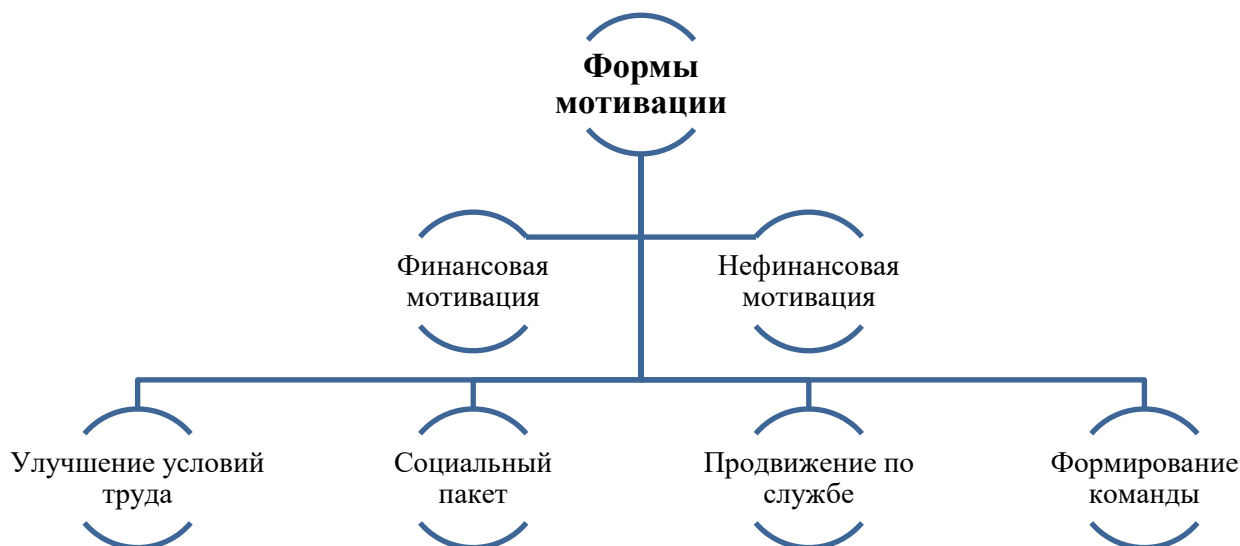 Формы
мотивации
Финансовая
мотивация
Нефинансовая
мотивация
Улучшение условий
труда
Социальный
пакет
Продвижение по
службе
Формирование
команды